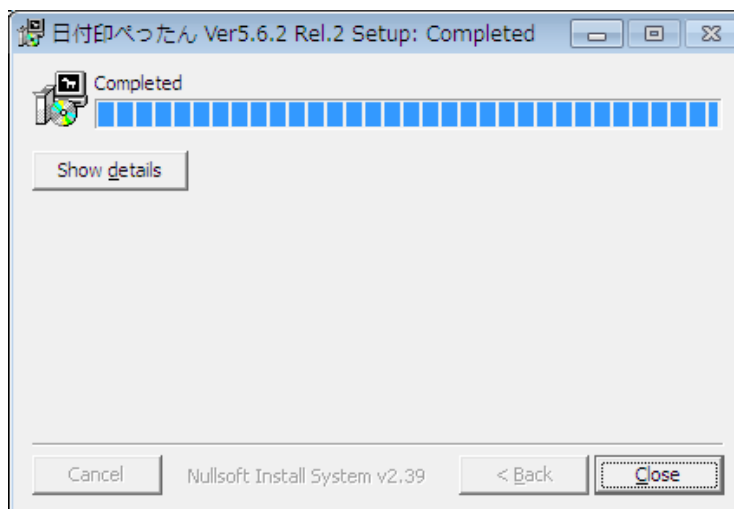 日付印ぺったん Ver5.6.2 Rel.2 Setup: Completed
Completed
Show details
Cancel Nullsoft Install System v2.39 < Back Close